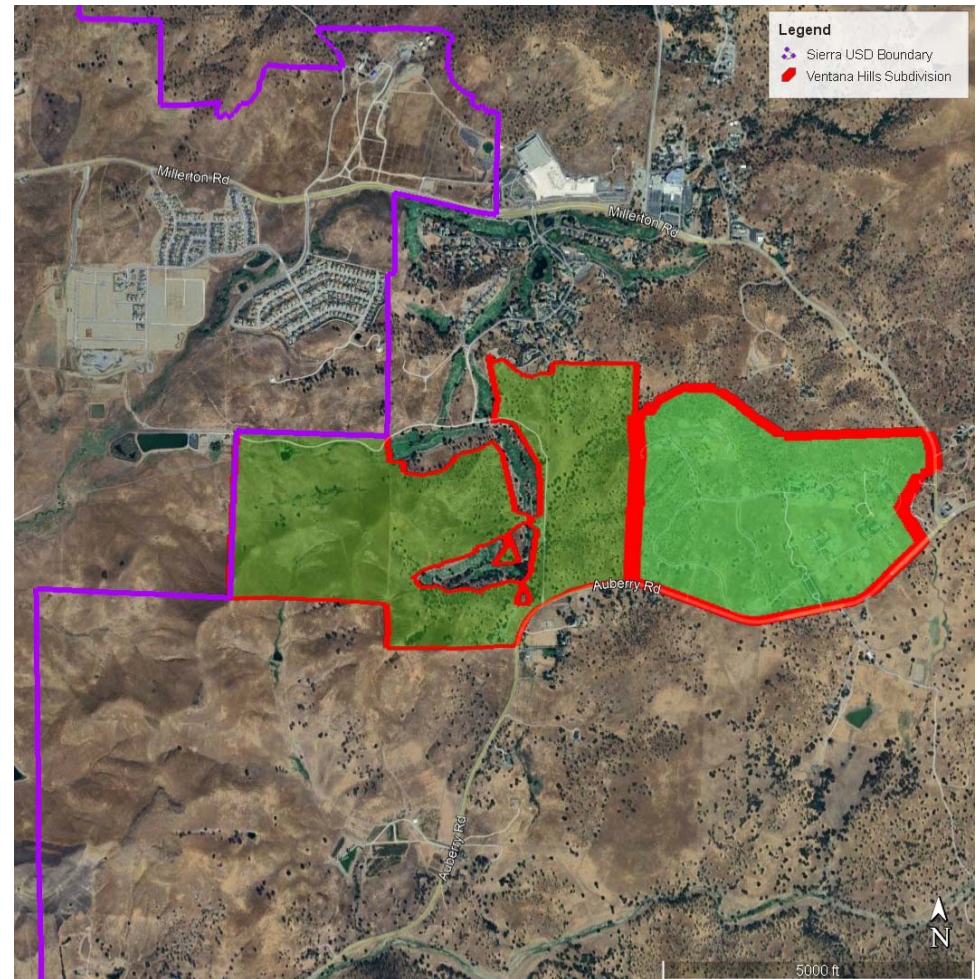 Legend
Sierra USD Boundary
Ventana Hills Subdivision
Millerton Rd
Millerton Rd
Auberry Rd
Auberry Rd
N
5000 ft